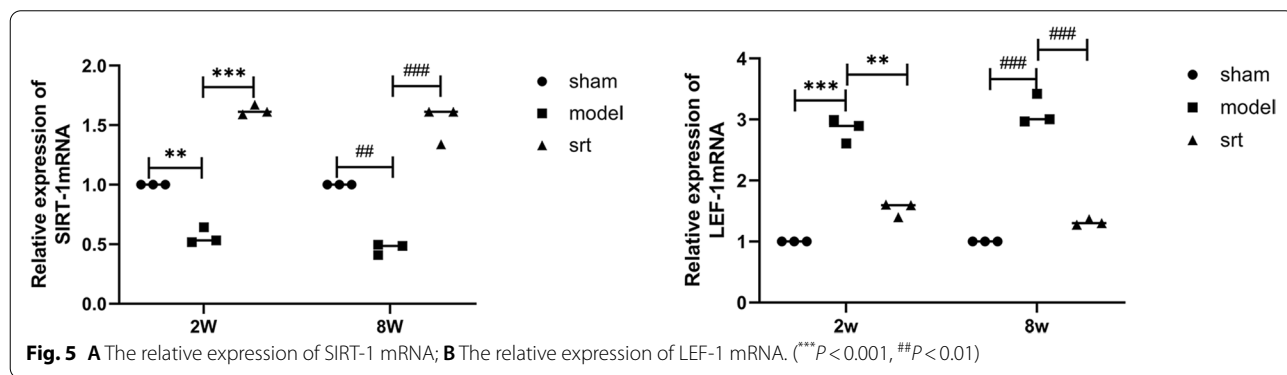 Relative expression of
SIRT-1mRNA
2.0
1.5
1.0
0.5
0.0
**
***
##
###
2W
8W
sham
model
srt
Relative expression of
LEF-1mRNA
4
3
2
1
0
***
**
###
###
2w
8w
sham
model
srt
Fig. 5 A The relative expression of SIRT-1 mRNA; B The relative expression of LEF-1 mRNA. (***P < 0.001, ##P < 0.01)